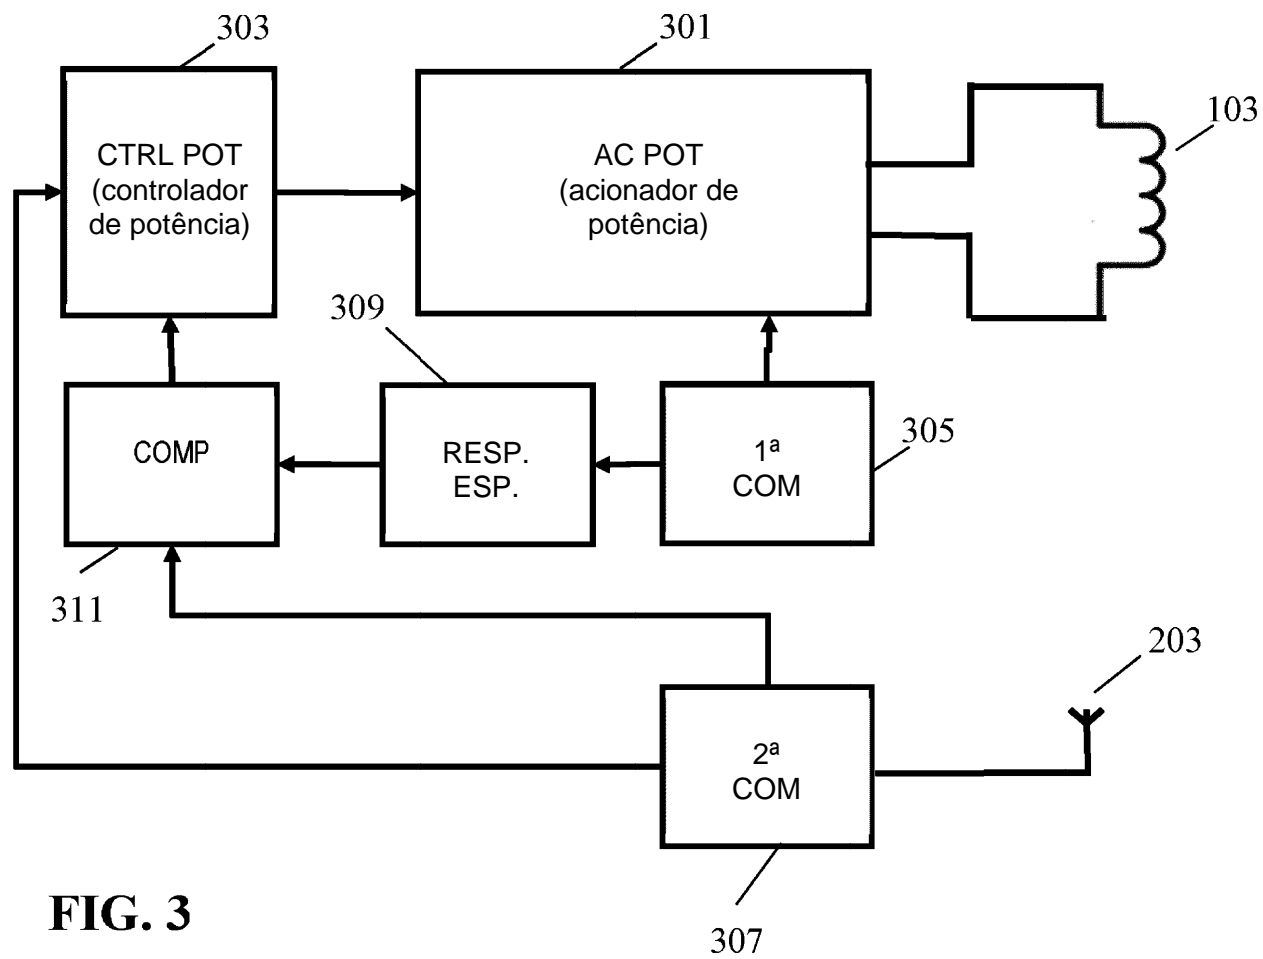 303
301
103
CTRL POT
(controlador
de potência)
AC POT
(acionador de
potência)
309
COMP
RESP.
ESP.
1ª
COM
305
311
203
2ª
COM
307
FIG. 3